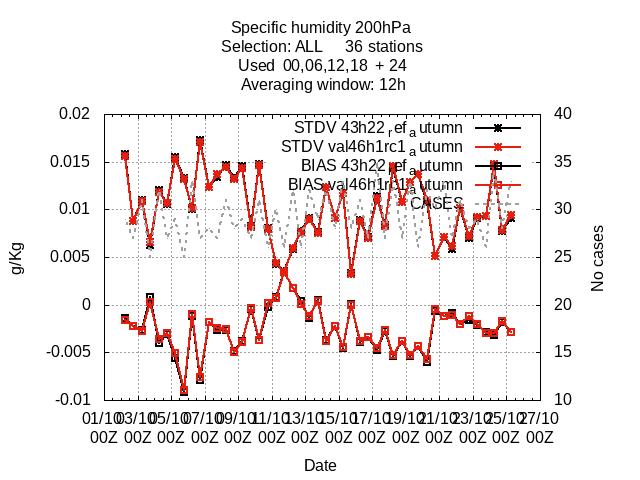 Specific humidity 200hPa
Selection: ALL 36 stations
Used 00,06,12,18 + 24
Averaging window: 12h
0.02
0.015
0.01
0.005
0
-0.005
-0.01
g/Kg
STDV 43h22_ref_autumn
STDV val46h1rc1_autumn
BIAS 43h22_ref_autumn
BIAS val46h1rc1_autumn
CASES
40
35
30
25
20
15
10
No cases
01/10 03/10 05/10 07/10 09/10 11/10 13/10 15/10 17/10 19/10 21/10 23/10 25/10 27/10
00Z 00Z 00Z 00Z 00Z 00Z 00Z 00Z 00Z 00Z 00Z 00Z 00Z 00Z
Date